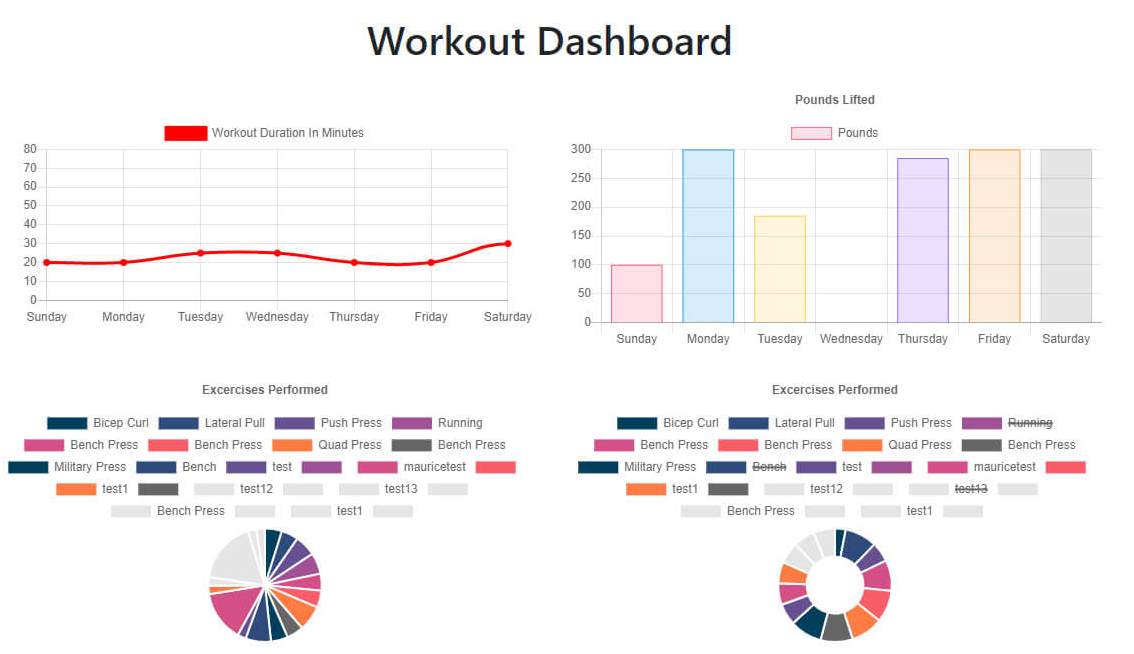 Workout Dashboard
Workout Duration In Minutes
80
70
60
50
40
30
20
10
0
Sunday Monday Tuesday Wednesday Thursday Friday Saturday
Pounds Lifted
Pounds
300
250
200
150
100
50
0
Sunday Monday Tuesday Wednesday Thursday Friday Saturday
Excercises Performed
Bicep Curl Lateral Pull Push Press Running
Bench Press Bench Press Quad Press Bench Press
Military Press Bench test mauricetest
test1 test12 test13
Bench Press test1
Excercises Performed
Bicep Curl Lateral Pull Push Press Running
Bench Press Bench Press Quad Press Bench Press
Military Press Bench test mauricetest
test1 test12 test13
Bench Press test1